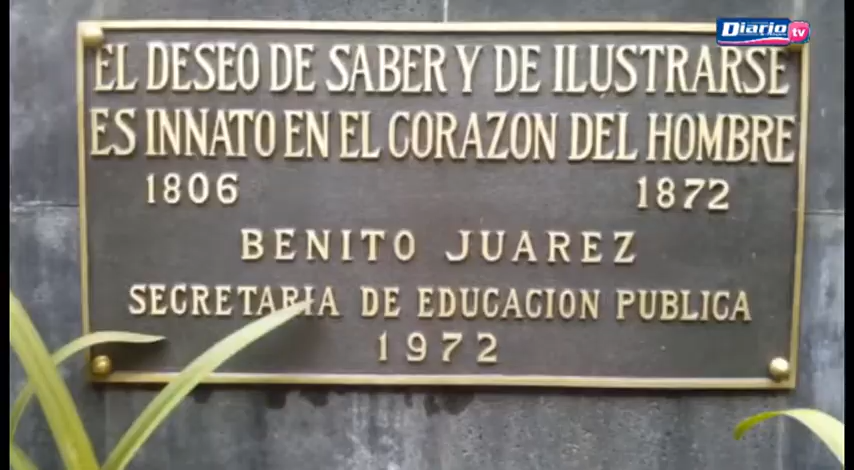 Diario tv
EL DESEO DE SABER Y DE ILUSTRARSE
ES INNATO EN EL CORAZON DEL HOMBRE
1806 1872
BENITO JUAREZ
SECRETARIA DE EDUCACION PUBLICA
1972